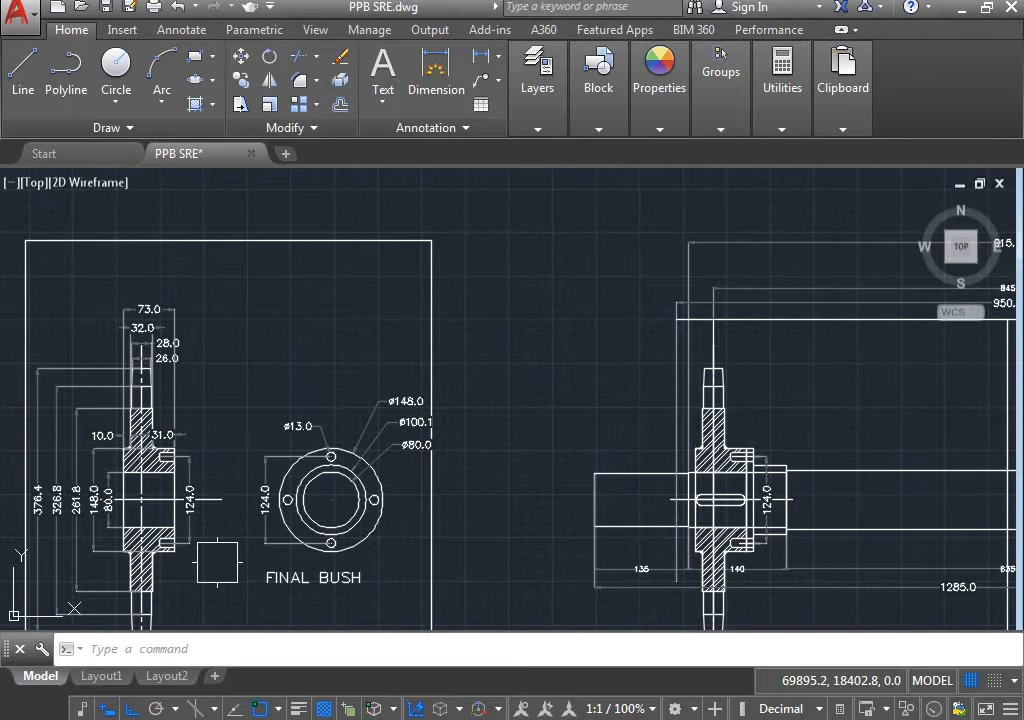 PPB SRE.dwg
Type a keyword or phrase
Sign In
Home Insert Annotate Parametric View Manage Output Add-ins A360 Featured Apps BIM 360 Performance
Line Polyline Circle Arc
Text Dimension
Layers Block Properties Groups Utilities Clipboard
Draw Modify Annotation
Start PPB SRE*
[−][Top][2D Wireframe]
N
W TOP E
S
WCS
915.
845
950.
73.0
32.0
28.0
26.0
10.0 31.0
376.4 326.8 261.8 148.0 80.0 124.0
ø13.0
ø148.0
ø100.1
ø80.0
124.0
FINAL BUSH
124.0
135 140 835
1285.0
Y
X
Type a command
Model Layout1 Layout2
69895.2, 18402.8, 0.0 MODEL
1:1 / 100% Decimal